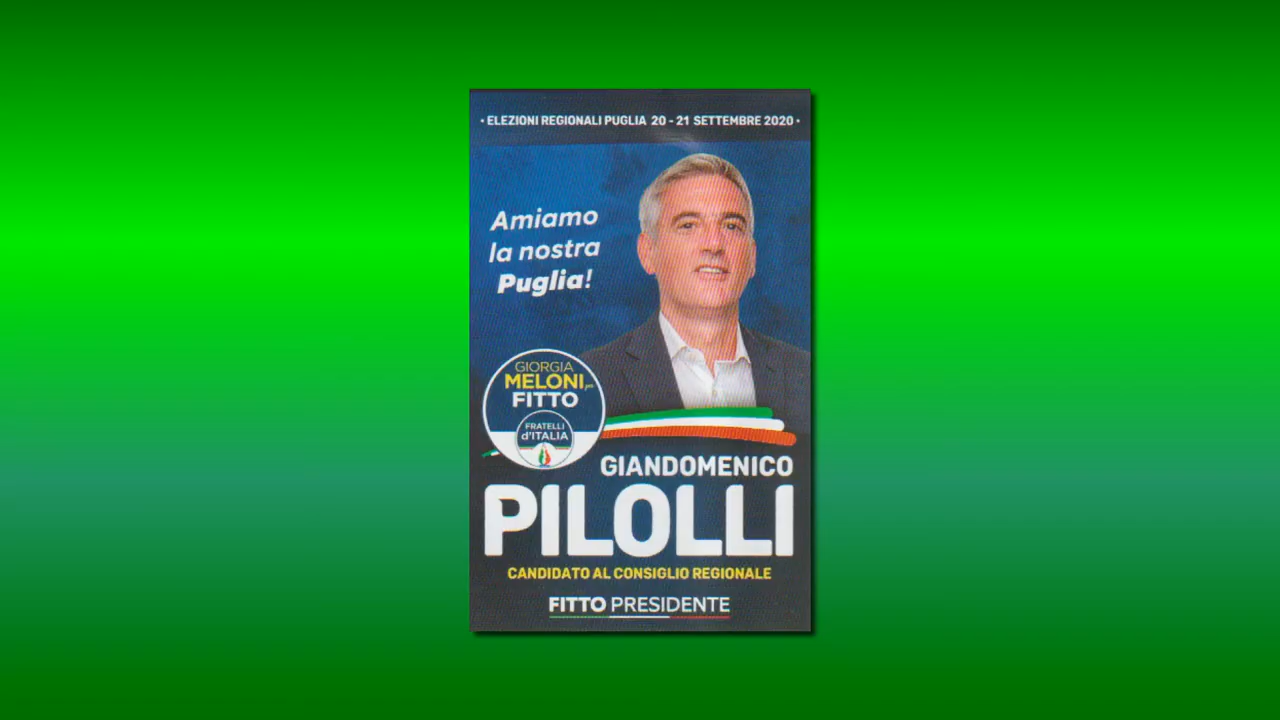 • ELEZIONI REGIONALI PUGLIA 20 - 21 SETTEMBRE 2020 •
Amiamo
la nostra
Puglia!
GIORGIA
MELONI per
FITTO
FRATELLI
d'ITALIA
GIANDOMENICO
PILOLLI
CANDIDATO AL CONSIGLIO REGIONALE
FITTO PRESIDENTE